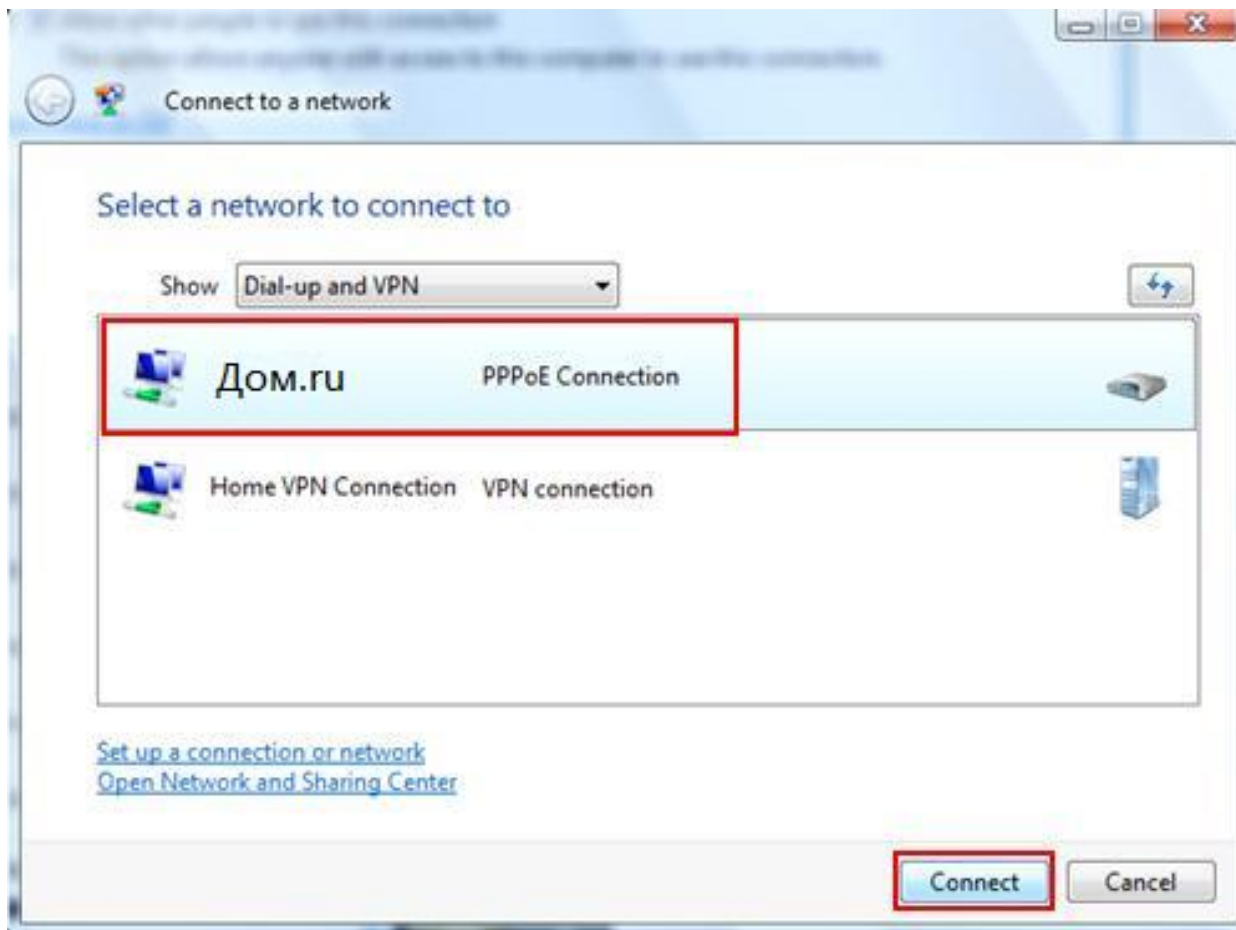 Connect to a network
Select a network to connect to
Show Dial-up and VPN
Дом.ru PPPoE Connection
Home VPN Connection VPN connection
Set up a connection or network
Open Network and Sharing Center
Connect Cancel